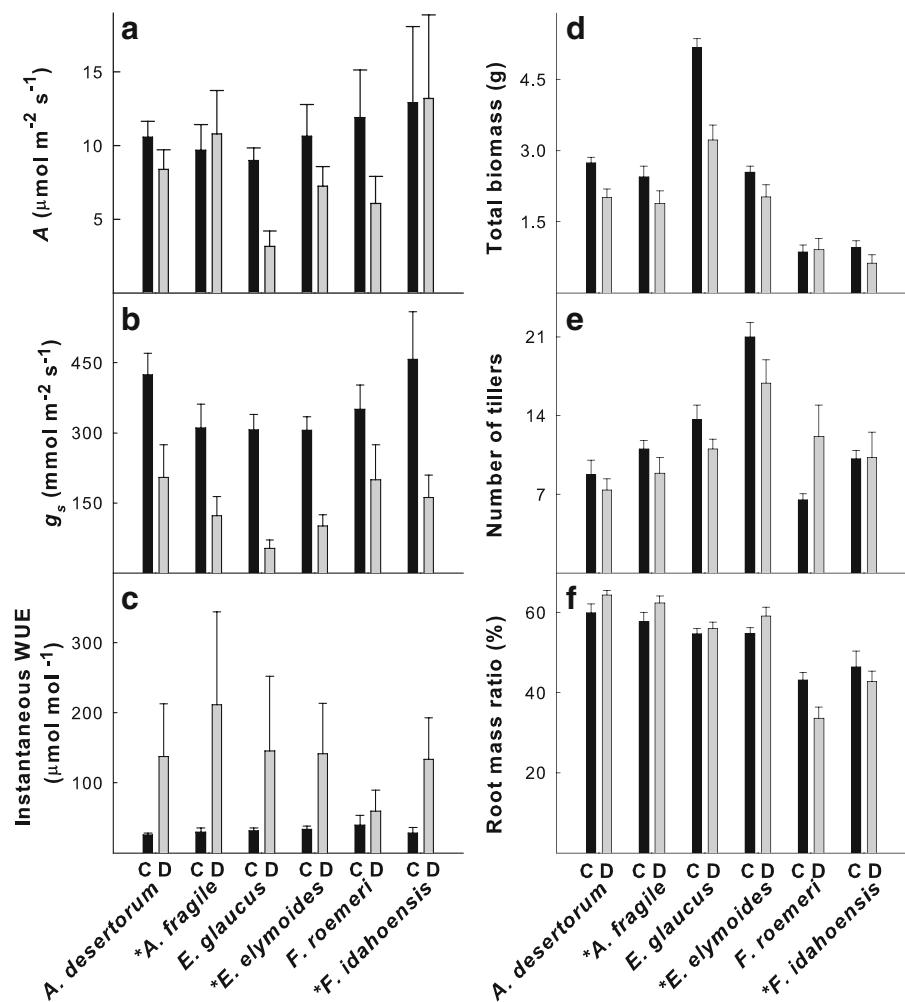 a
A (μmol m⁻² s⁻¹)
15
10
5
b
gₛ (mmol m⁻² s⁻¹)
450
300
150
c
Instantaneous WUE
(μmol mol⁻¹)
300
200
100
C D C D C D C D C D C D
A. desertorum
*A. fragile
E. glaucus
*E. elymoides
F. roemeri
*F. idahoensis
d
Total biomass (g)
4.5
3.0
1.5
e
Number of tillers
21
14
7
f
Root mass ratio (%)
60
40
20
C D C D C D C D C D C D
A. desertorum
*A. fragile
E. glaucus
*E. elymoides
F. roemeri
*F. idahoensis